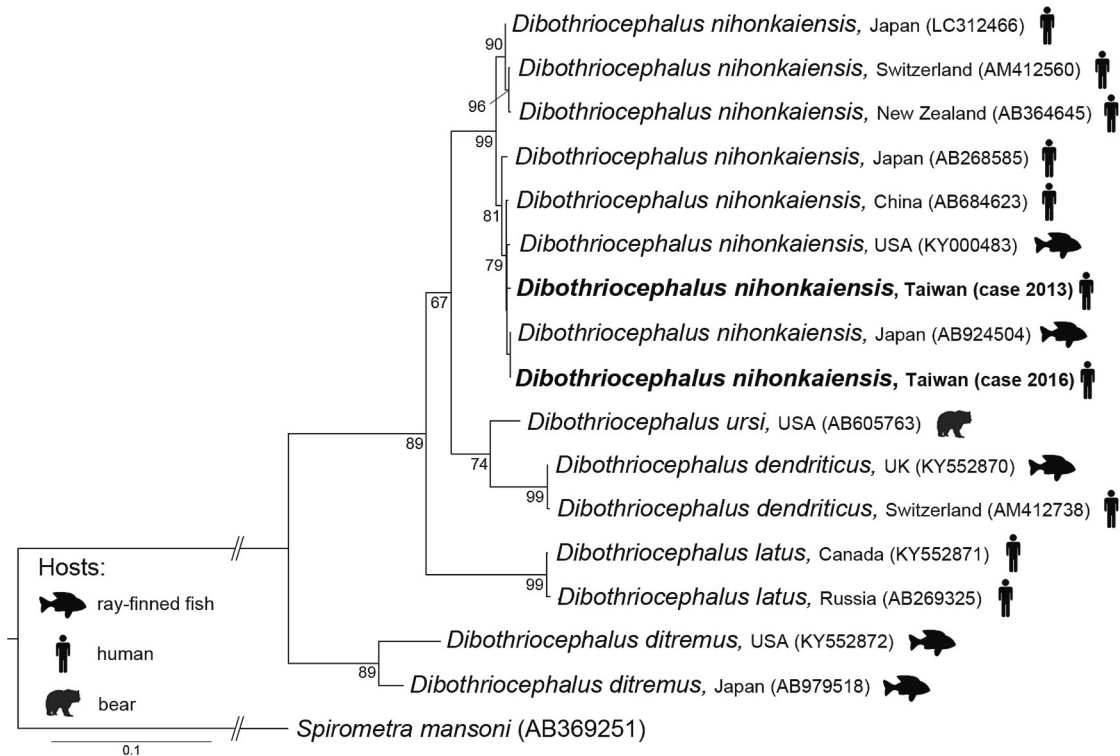 Dibothriocephalus nihonkaiensis, Japan (LC312466)
90
Dibothriocephalus nihonkaiensis, Switzerland (AM412560)
96
Dibothriocephalus nihonkaiensis, New Zealand (AB364645)
99
Dibothriocephalus nihonkaiensis, Japan (AB268585)
Dibothriocephalus nihonkaiensis, China (AB684623)
81
Dibothriocephalus nihonkaiensis, USA (KY000483)
79
Dibothriocephalus nihonkaiensis, Taiwan (case 2013)
67
Dibothriocephalus nihonkaiensis, Japan (AB924504)
Dibothriocephalus nihonkaiensis, Taiwan (case 2016)
Dibothriocephalus ursi, USA (AB605763)
89
74
Dibothriocephalus dendriticus, UK (KY552870)
99
Dibothriocephalus dendriticus, Switzerland (AM412738)
Dibothriocephalus latus, Canada (KY552871)
99
Dibothriocephalus latus, Russia (AB269325)
Dibothriocephalus ditremus, USA (KY552872)
89
Dibothriocephalus ditremus, Japan (AB979518)
Spirometra mansoni (AB369251)
Hosts:
ray-finned fish
human
bear
0.1